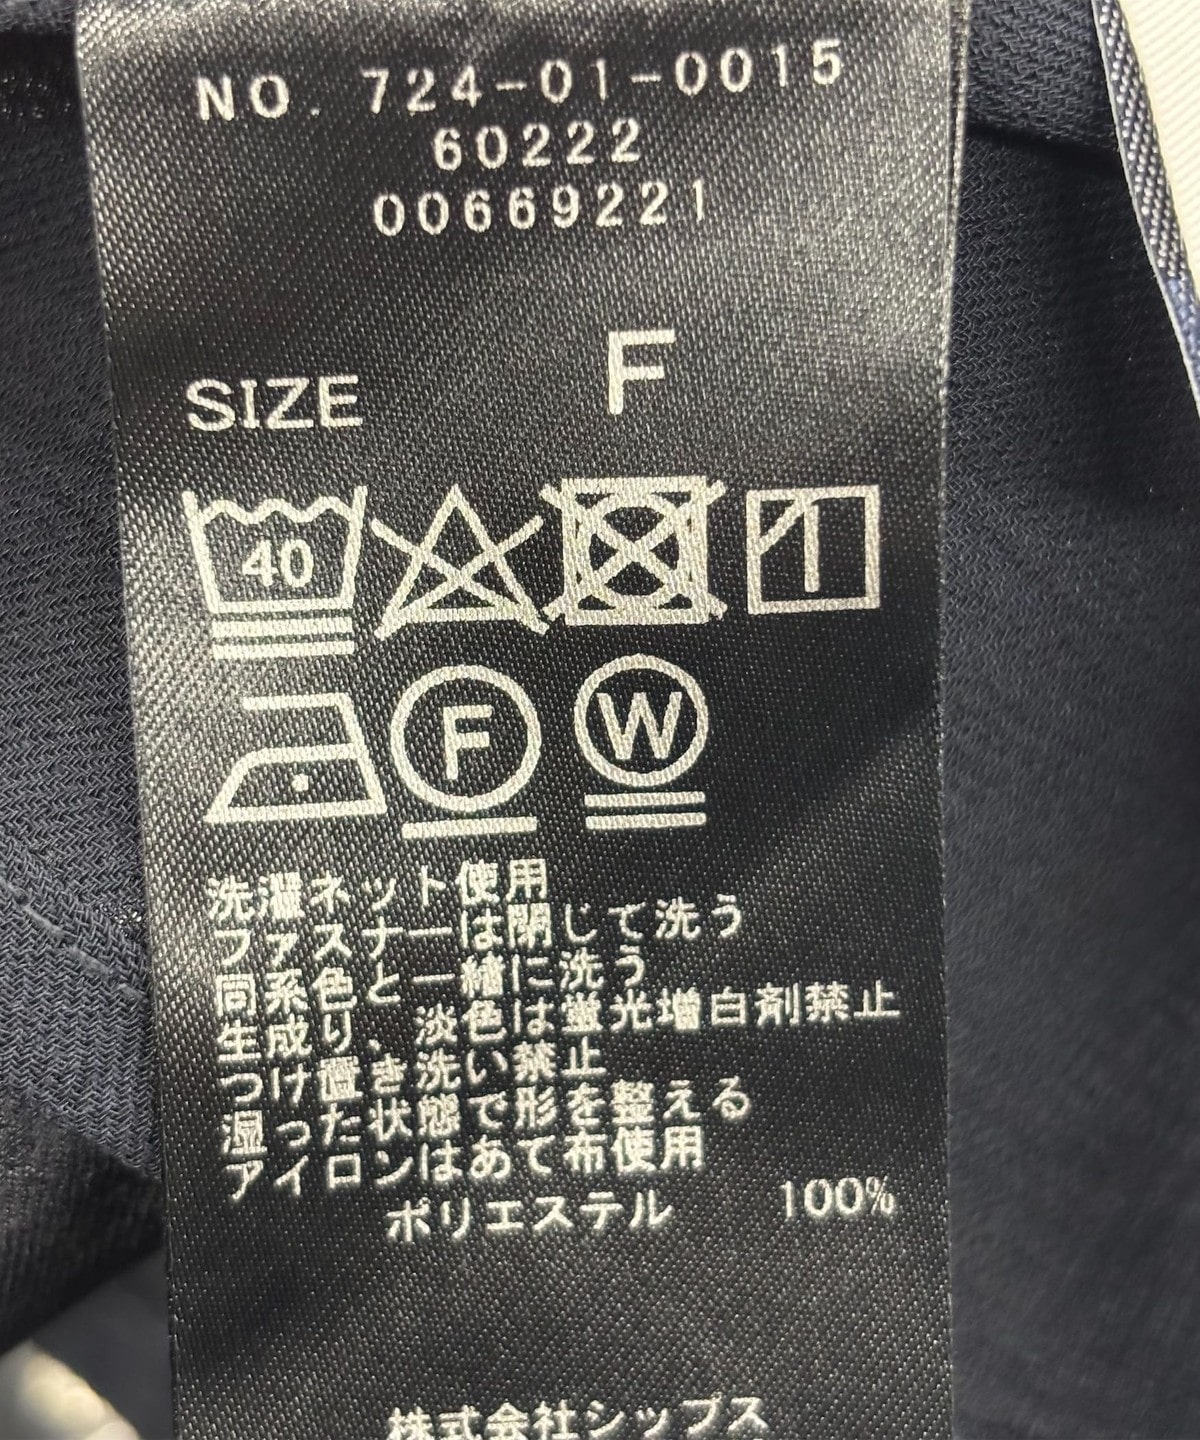 NO. 724-01-0015
60222
00669221
SIZE F
40
F W
洗濯ネット使用
ファスナーは閉じて洗う
同系色と一緒に洗う
生成り、淡色は蛍光増白剤禁止
つけ置き洗い禁止
湿った状態で形を整える
アイロンはあて布使用
ポリエステル 100%
株式会社シップス